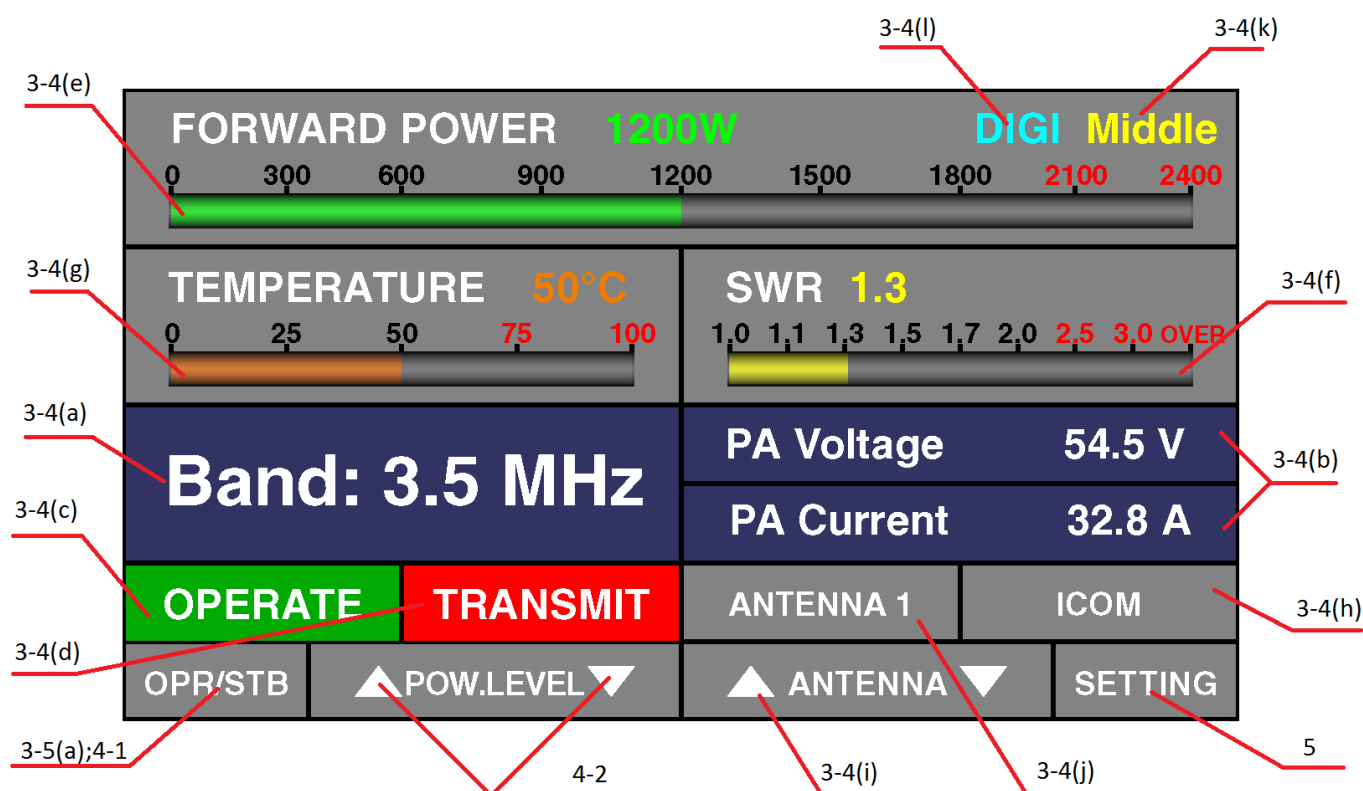 3-4(l) 3-4(k)
3-4(e)
FORWARD POWER 1200W DIGI Middle
0 300 600 900 1200 1500 1800 2100 2400
3-4(g)
TEMPERATURE 50°C SWR 1.3
3-4(f)
0 25 50 75 100 1.0 1.1 1.3 1.5 1.7 2.0 2.5 3.0 OVER
3-4(a)
PA Voltage 54.5 V
Band: 3.5 MHz
3-4(b)
3-4(c)
PA Current 32.8 A
OPERATE TRANSMIT ANTENNA 1 ICOM
3-4(h)
3-4(d)
OPR/STB POW.LEVEL ANTENNA SETTING
3-5(a);4-1 4-2 3-4(i) 3-4(j) 5